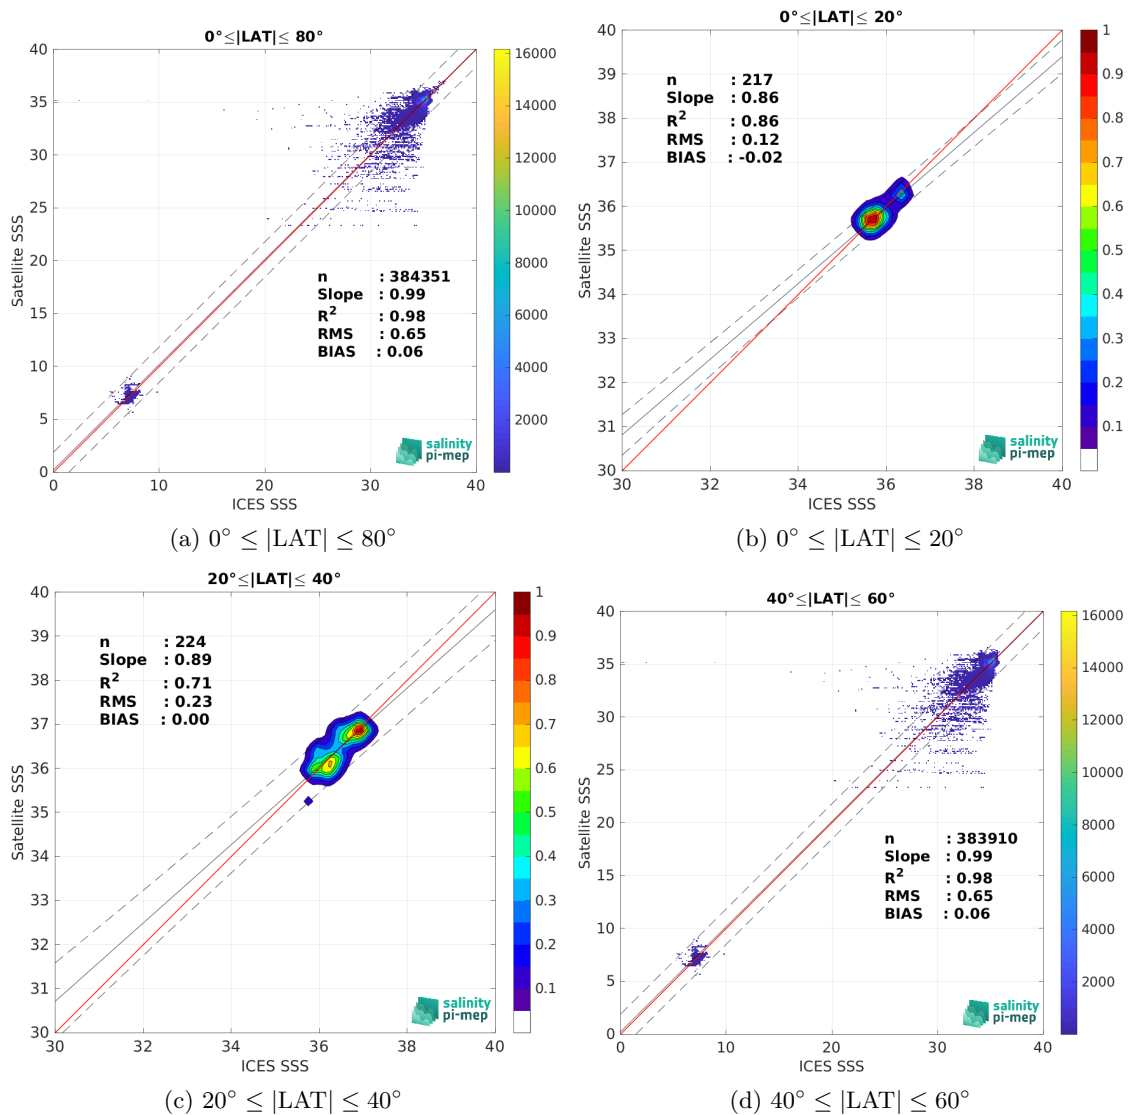 0°≤|LAT|≤ 80°
40
35
30
25
20
15
10
5
0
0
10
20
30
40
Satellite SSS
ICES SSS
n : 384351
Slope : 0.99
R² : 0.98
RMS : 0.65
BIAS : 0.06
salinity
pi-mep
16000
14000
12000
10000
8000
6000
4000
2000
(a) 0° ≤ |LAT| ≤ 80°
0°≤|LAT|≤ 20°
40
39
38
37
36
35
34
33
32
31
30
30
32
34
36
38
40
Satellite SSS
ICES SSS
n : 217
Slope : 0.86
R² : 0.86
RMS : 0.12
BIAS : -0.02
salinity
pi-mep
1
0.9
0.8
0.7
0.6
0.5
0.4
0.3
0.2
0.1
(b) 0° ≤ |LAT| ≤ 20°
20°≤|LAT|≤ 40°
40
39
38
37
36
35
34
33
32
31
30
30
32
34
36
38
40
Satellite SSS
ICES SSS
n : 224
Slope : 0.89
R² : 0.71
RMS : 0.23
BIAS : 0.00
salinity
pi-mep
1
0.9
0.8
0.7
0.6
0.5
0.4
0.3
0.2
0.1
(c) 20° ≤ |LAT| ≤ 40°
40°≤|LAT|≤ 60°
40
35
30
25
20
15
10
5
0
0
10
20
30
40
Satellite SSS
ICES SSS
n : 383910
Slope : 0.99
R² : 0.98
RMS : 0.65
BIAS : 0.06
salinity
pi-mep
16000
14000
12000
10000
8000
6000
4000
2000
(d) 40° ≤ |LAT| ≤ 60°